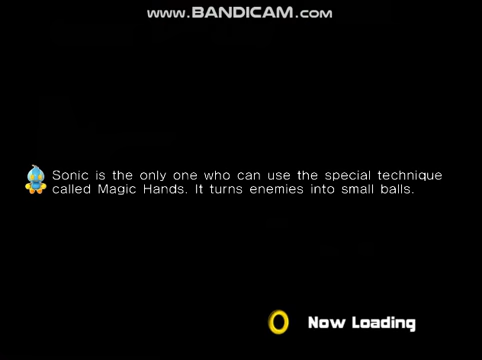 www.BANDICAM.com
Sonic is the only one who can use the special technique
called Magic Hands. It turns enemies into small balls.
Now Loading